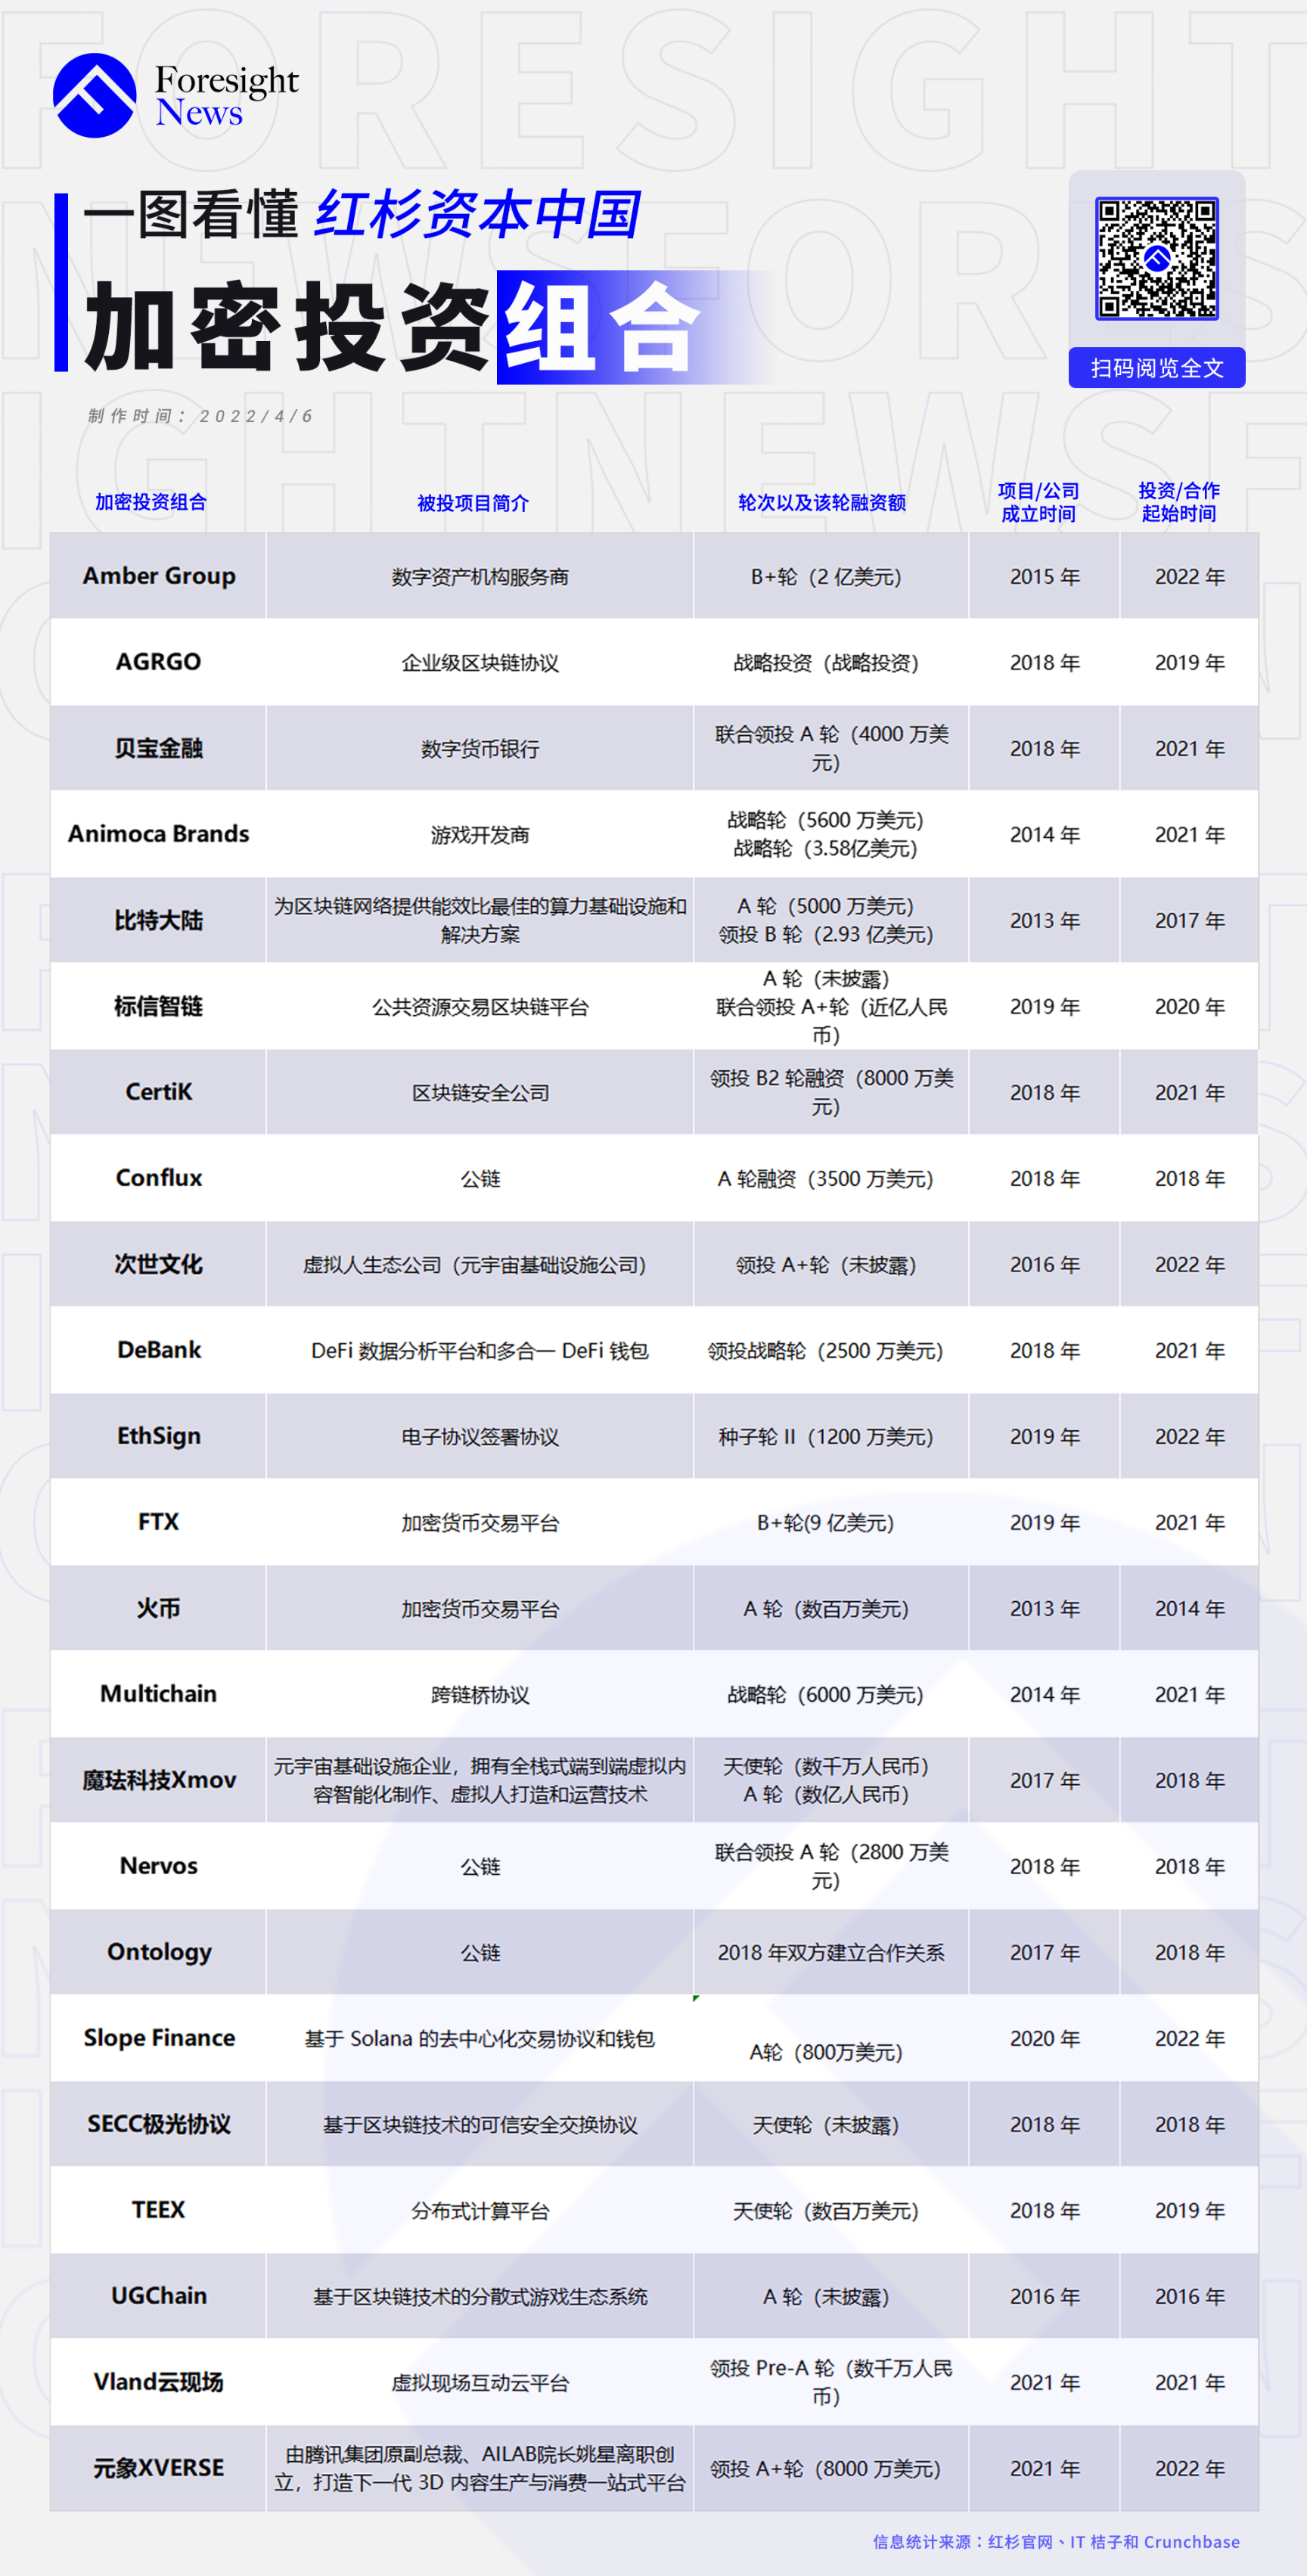 Foresight
News
一图看懂 红杉资本中国
加密投资组合
制作时间：2022/4/6
扫码阅览全文
加密投资组合 被投项目简介 轮次以及该轮融资额 项目/公司 投资/合作
成立时间 起始时间
Amber Group 数字资产机构服务商 B+轮（2 亿美元） 2015 年 2022 年
AGRGO 企业级区块链协议 战略投资（战略投资） 2018 年 2019 年
贝宝金融 数字货币银行 联合领投 A 轮（4000 万美 2018 年 2021 年
元）
Animoca Brands 游戏开发商 战略轮（5600 万美元） 2014 年 2021 年
战略轮（3.58亿美元）
比特大陆 为区块链网络提供能效比最佳的算力基础设施和 A 轮（5000 万美元） 2013 年 2017 年
解决方案 领投 B 轮（2.93 亿美元）
标信智链 公共资源交易区块链平台 A 轮（未披露） 2019 年 2020 年
联合领投 A+轮（近亿人民
币）
CertiK 区块链安全公司 领投 B2 轮融资（8000 万美 2018 年 2021 年
元）
Conflux 公链 A 轮融资（3500 万美元） 2018 年 2018 年
次世文化 虚拟人生态公司（元宇宙基础设施公司） 领投 A+轮（未披露） 2016 年 2022 年
DeBank DeFi 数据分析平台和多合一 DeFi 钱包 领投战略轮（2500 万美元） 2018 年 2021 年
EthSign 电子协议签署协议 种子轮 II（1200 万美元） 2019 年 2022 年
FTX 加密货币交易平台 B+轮(9 亿美元) 2019 年 2021 年
火币 加密货币交易平台 A 轮（数百万美元） 2013 年 2014 年
Multichain 跨链桥协议 战略轮（6000 万美元） 2014 年 2021 年
魔珐科技Xmov 元宇宙基础设施企业，拥有全栈式端到端虚拟内 天使轮（数千万人民币） 2017 年 2018 年
容智能化制作、虚拟人打造和运营技术 A 轮（数亿人民币）
Nervos 公链 联合领投 A 轮（2800 万美 2018 年 2018 年
元）
Ontology 公链 2018 年双方建立合作关系 2017 年 2018 年
Slope Finance 基于 Solana 的去中心化交易协议和钱包 A轮（800万美元） 2020 年 2022 年
SECC极光协议 基于区块链技术的可信安全交换协议 天使轮（未披露） 2018 年 2018 年
TEEX 分布式计算平台 天使轮（数百万美元） 2018 年 2019 年
UGChain 基于区块链技术的分散式游戏生态系统 A 轮（未披露） 2016 年 2016 年
Vland云现场 虚拟现场互动云平台 领投 Pre-A 轮（数千万人民 2021 年 2021 年
币）
元象XVERSE 由腾讯集团原副总裁、AILAB院长姚星离职创 领投 A+轮（8000 万美元） 2021 年 2022 年
立，打造下一代 3D 内容生产与消费一站式平台
信息统计来源：红杉官网、IT 桔子和 Crunchbase